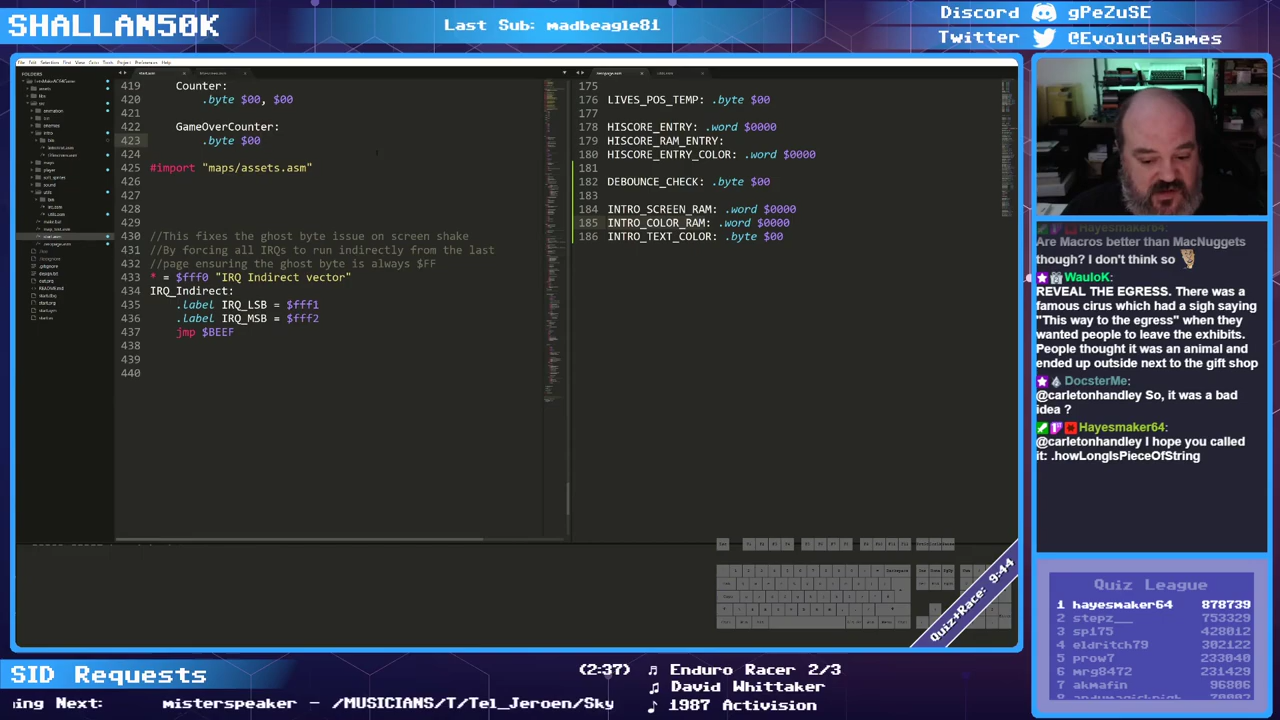 SHALLAN50K
Last Sub: madbeagle81
Discord gPeZuSE
Twitter @EvoluteGames
FOLDERS
419 Counter:
420 .byte $00, $00
421
422 GameOverCounter:
423 .byte $00
424
425 #import "maps/assets.asm"
426
427
428
429
430 //This fixes the ghost byte issue on screen shake
431 //By forcing all IRQs to run indirectly from the last
432 //page ensuring the ghost byte is always $FF
433 * = $fff0 "IRQ Indirect vector"
434 IRQ_Indirect:
435 .label IRQ_LSB = $fff1
436 .label IRQ_MSB = $fff2
437 jmp $BEEF
438
439
440
175
176 LIVES_POS_TEMP: .byte $00
177
178 HISCORE_ENTRY: .word $0000
179 HISCORE_RAM_ENTRY: .word $0000
180 HISCORE_ENTRY_COLOR: .word $0000
181
182 DEBOUNCE_CHECK: .byte $00
183
184 INTRO_SCREEN_RAM: .word $0000
185 INTRO_COLOR_RAM: .word $0000
186 INTRO_TEXT_COLOR: .byte $00
Hayesmaker64:
Are Macros better than MacNuggets
though? I don't think so
WauloK:
REVEAL THE EGRESS. There was a
famous cirus which had a sigh saying
"This way to the egress" when they
wanted people to leave the exhibits.
People thought it was an animal and
ended up outside next to the gift shop
DocsterMe:
@carletonhandley So, it was a bad
idea ?
Hayesmaker64:
@carletonhandley I hope you called
it: .howLongIsPieceOfString
Quiz+Race: 9:44
Quiz League
1 hayesmaker64 878739
2 stepz__ 753329
3 sp175 428012
4 eldritch79 302122
5 prow7 233040
6 mrg8472 231429
7 akmafin 96806
SID Requests
(2:37) Enduro Racer 2/3
David Whittaker
1987 Activision
ing Next: misterspeaker - /MUSICIANS/T/Tel_Jeroen/Sky